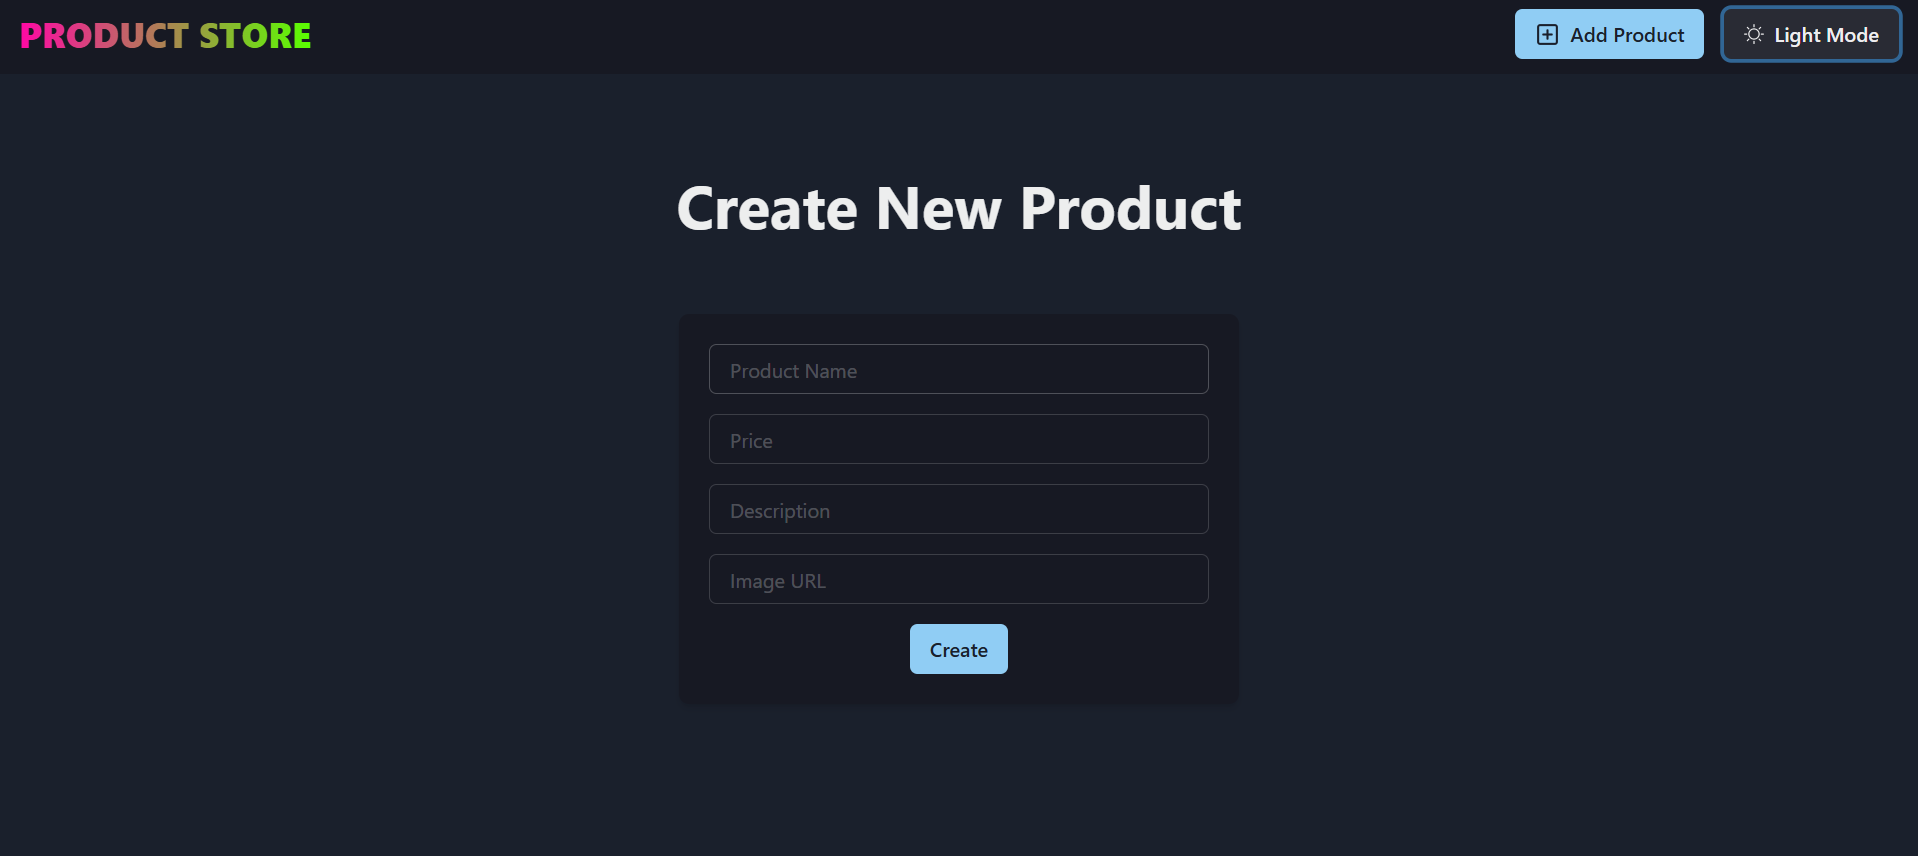 PRODUCT STORE
Add Product
Light Mode
Create New Product
Product Name
Price
Description
Image URL
Create